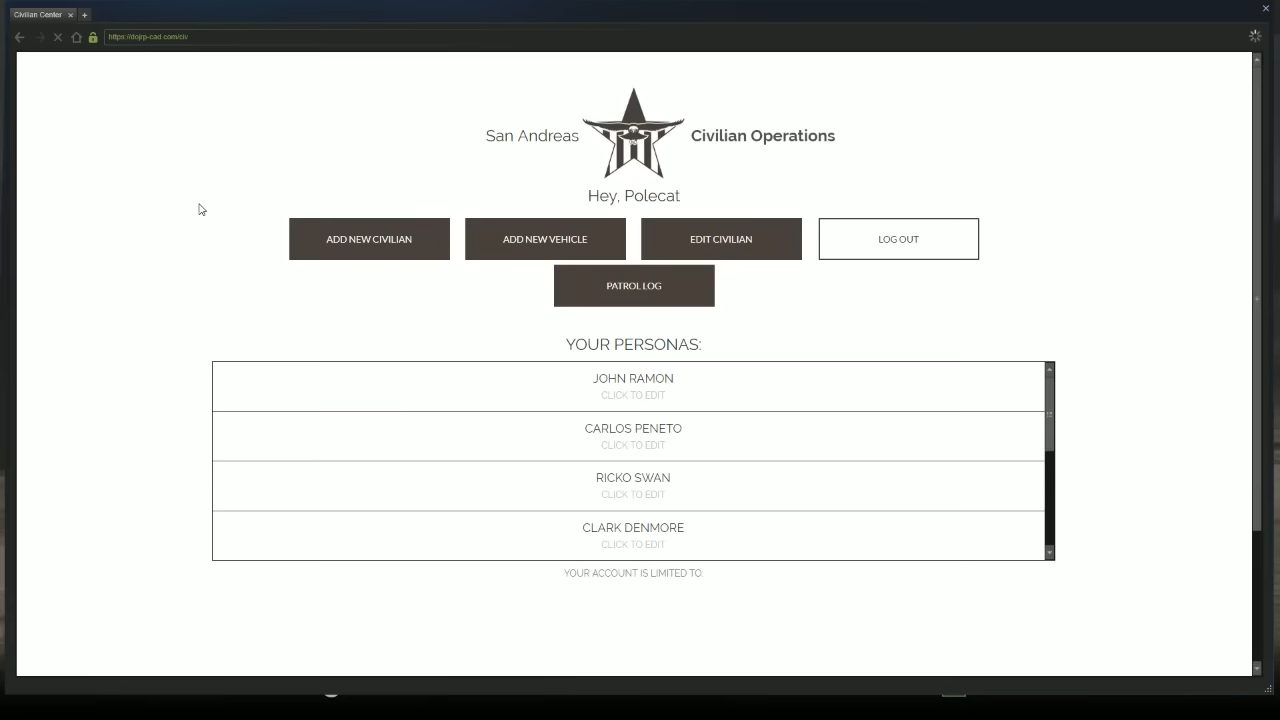 Civilian Center
https://dojrp-cad.com/civ
San Andreas Civilian Operations
Hey, Polecat
ADD NEW CIVILIAN ADD NEW VEHICLE EDIT CIVILIAN LOG OUT
PATROL LOG
YOUR PERSONAS:
JOHN RAMON
CLICK TO EDIT
CARLOS PENETO
CLICK TO EDIT
RICKO SWAN
CLICK TO EDIT
CLARK DENMORE
CLICK TO EDIT
YOUR ACCOUNT IS LIMITED TO: